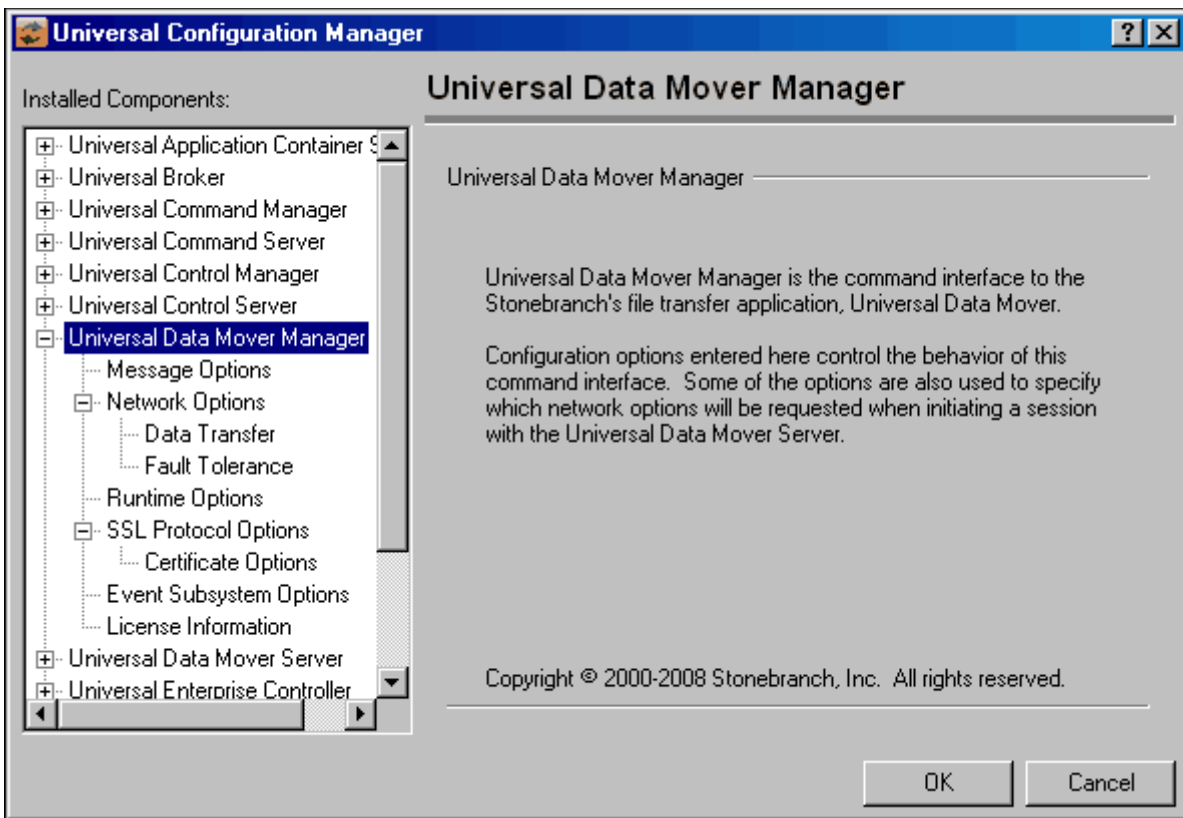 Universal Configuration Manager
Installed Components:
Universal Application Container
Universal Broker
Universal Command Manager
Universal Command Server
Universal Control Manager
Universal Control Server
Universal Data Mover Manager
Message Options
Network Options
Data Transfer
Fault Tolerance
Runtime Options
SSL Protocol Options
Certificate Options
Event Subsystem Options
License Information
Universal Data Mover Server
Universal Enterprise Controller
Universal Data Mover Manager
Universal Data Mover Manager
Universal Data Mover Manager is the command interface to the
Stonebranch's file transfer application, Universal Data Mover.
Configuration options entered here control the behavior of this
command interface. Some of the options are also used to specify
which network options will be requested when initiating a session
with the Universal Data Mover Server.
Copyright © 2000-2008 Stonebranch, Inc. All rights reserved.
OK
Cancel